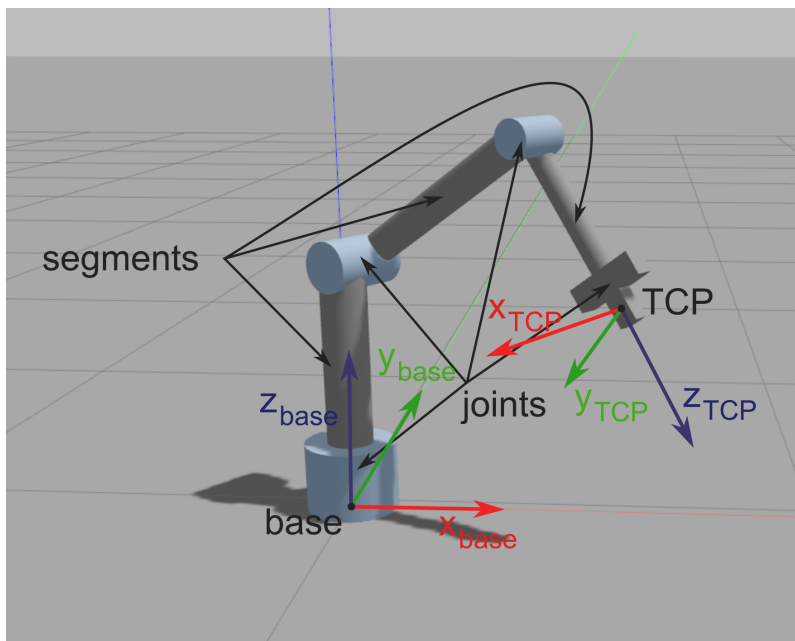 segments
TCP
x_TCP
y_base
z_base
joints
y_TCP
z_TCP
base
x_base